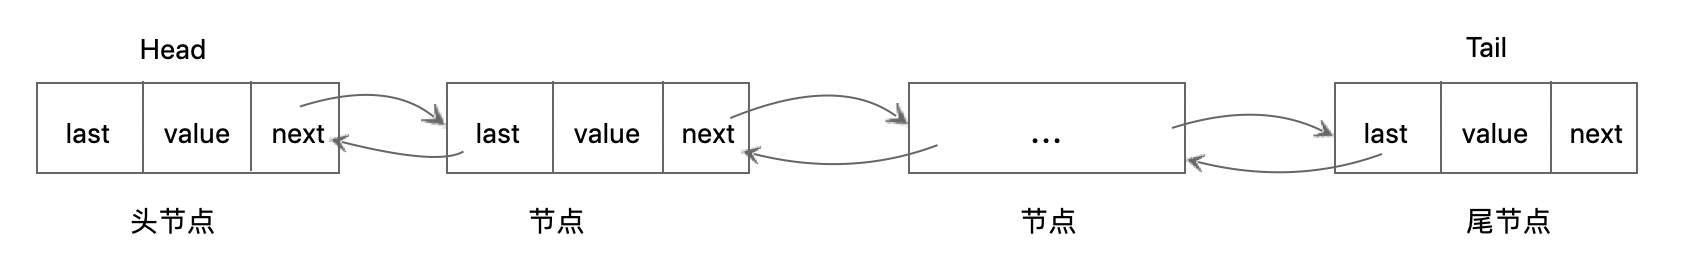 Head
Tail
last value next
last value next
...
last value next
头节点
节点
节点
尾节点